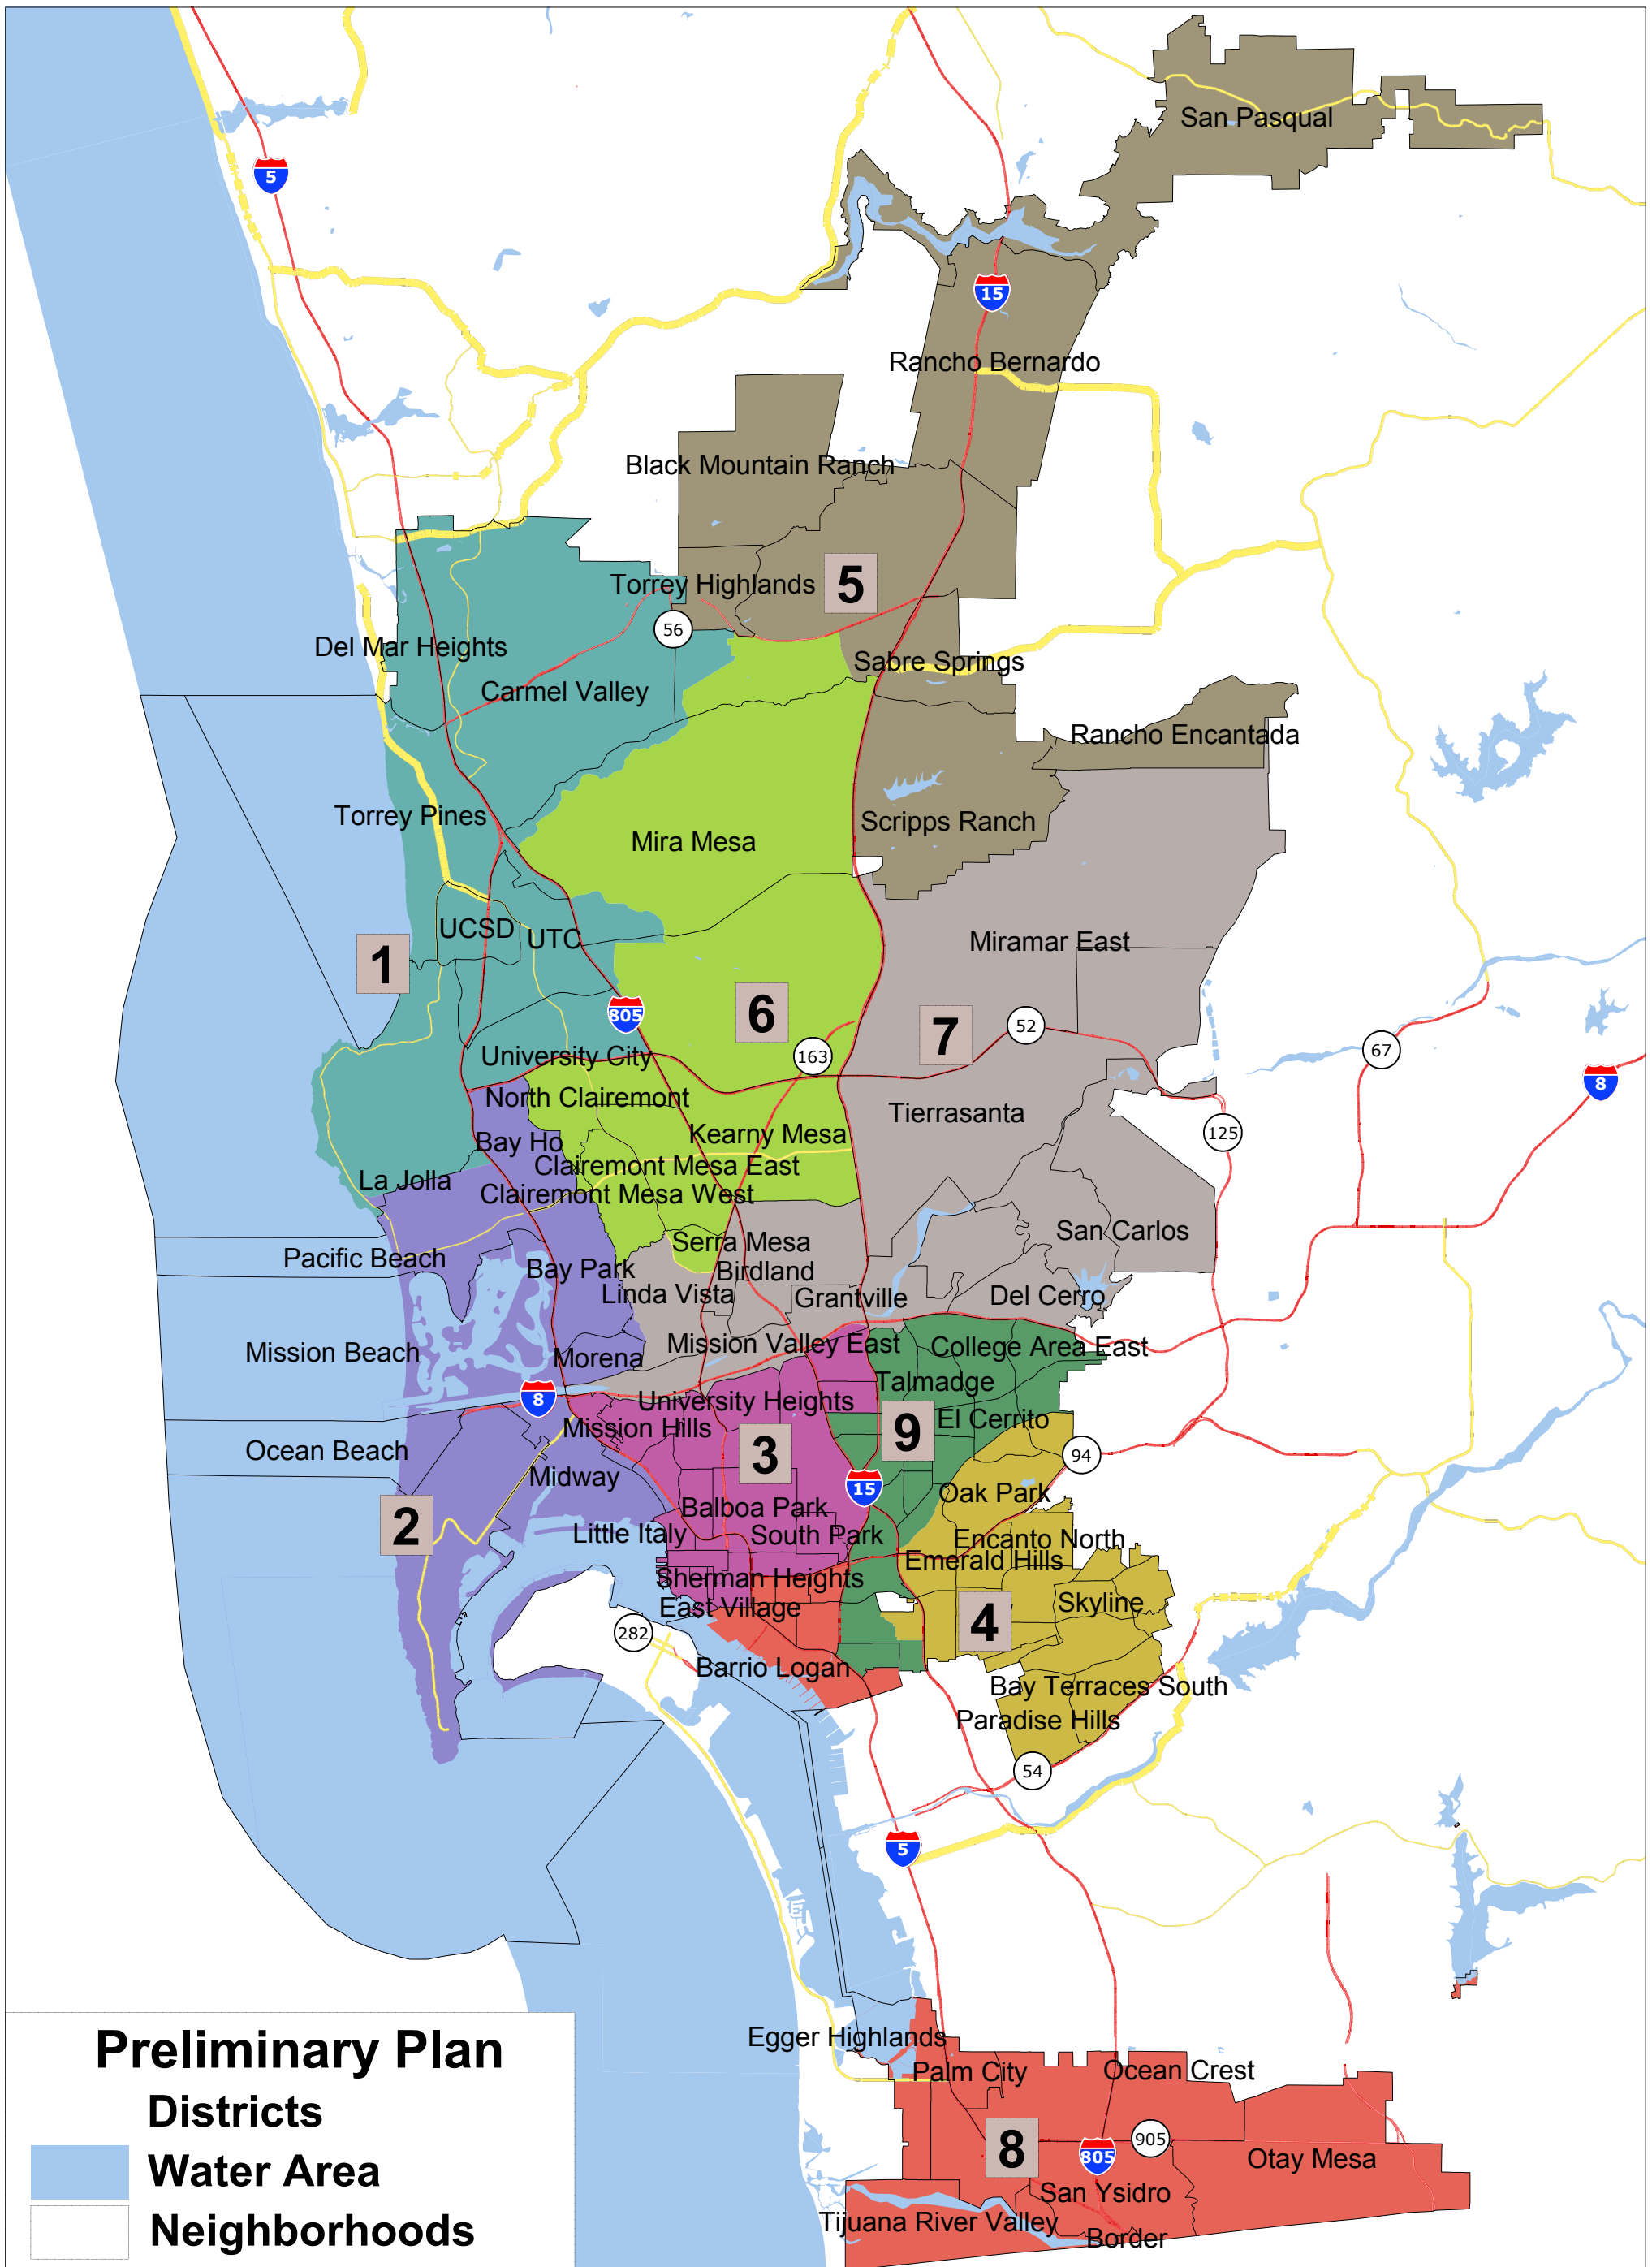 San Pasqual
5
15
Rancho Bernardo
Black Mountain Ranch
Torrey Highlands
5
56
Del Mar Heights
Sabre Springs
Carmel Valley
Rancho Encantada
Torrey Pines
Scripps Ranch
Mira Mesa
UCSD
UTC
Miramar East
1
805
6
7
52
163
67
University City
8
North Clairemont
Tierrasanta
Kearny Mesa
125
Bay Ho
Clairemont Mesa East
La Jolla
Clairemont Mesa West
San Carlos
Serra Mesa
Pacific Beach
Bay Park
Birdland
Linda Vista
Grantville
Del Cerro
Mission Beach
Morena
Mission Valley East
College Area East
Talmadge
8
University Heights
Mission Hills
El Cerrito
9
Ocean Beach
3
94
Midway
15
Oak Park
2
Balboa Park
Little Italy
South Park
Encanto North
Emerald Hills
Sherman Heights
East Village
Skyline
4
282
Barrio Logan
Bay Terraces South
Paradise Hills
54
5
Egger Highlands
Palm City
Ocean Crest
8
805
905
Otay Mesa
San Ysidro
Tijuana River Valley
Border
Preliminary Plan
Districts
Water Area
Neighborhoods